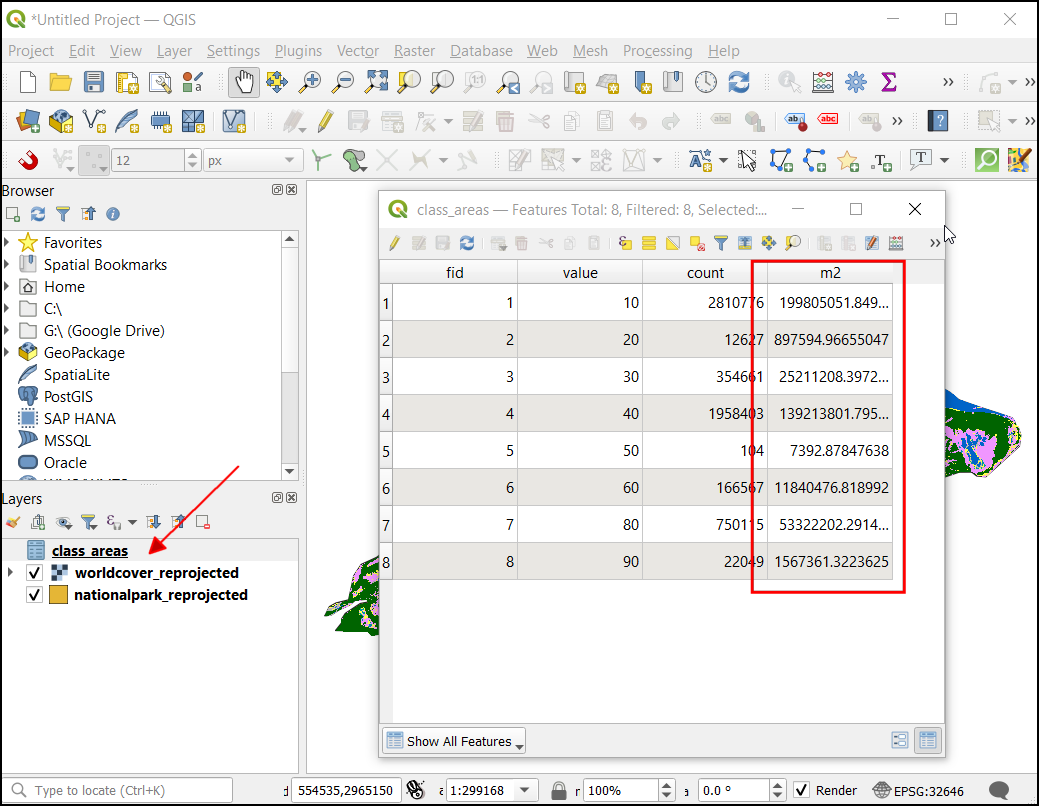 *Untitled Project — QGIS
Project Edit View Layer Settings Plugins Vector Raster Database Web Mesh Processing Help
12 px
Browser
Favorites
Spatial Bookmarks
Home
C:\
G:\ (Google Drive)
GeoPackage
SpatiaLite
PostGIS
SAP HANA
MSSQL
Oracle
Layers
class_areas
worldcover_reprojected
nationalpark_reprojected
class_areas — Features Total: 8, Filtered: 8, Selected:...
fid value count m2
1 1 10 2810776 199805051.849...
2 2 20 12627 897594.96655047
3 3 30 354661 25211208.3972...
4 4 40 1958403 139213801.795...
5 5 50 104 7392.87847638
6 6 60 166567 11840476.818992
7 7 80 750115 53322202.2914...
8 8 90 22049 1567361.3223625
Show All Features
Type to locate (Ctrl+K) 554535,2965150 1:299168 100% 0.0 ° Render EPSG:32646